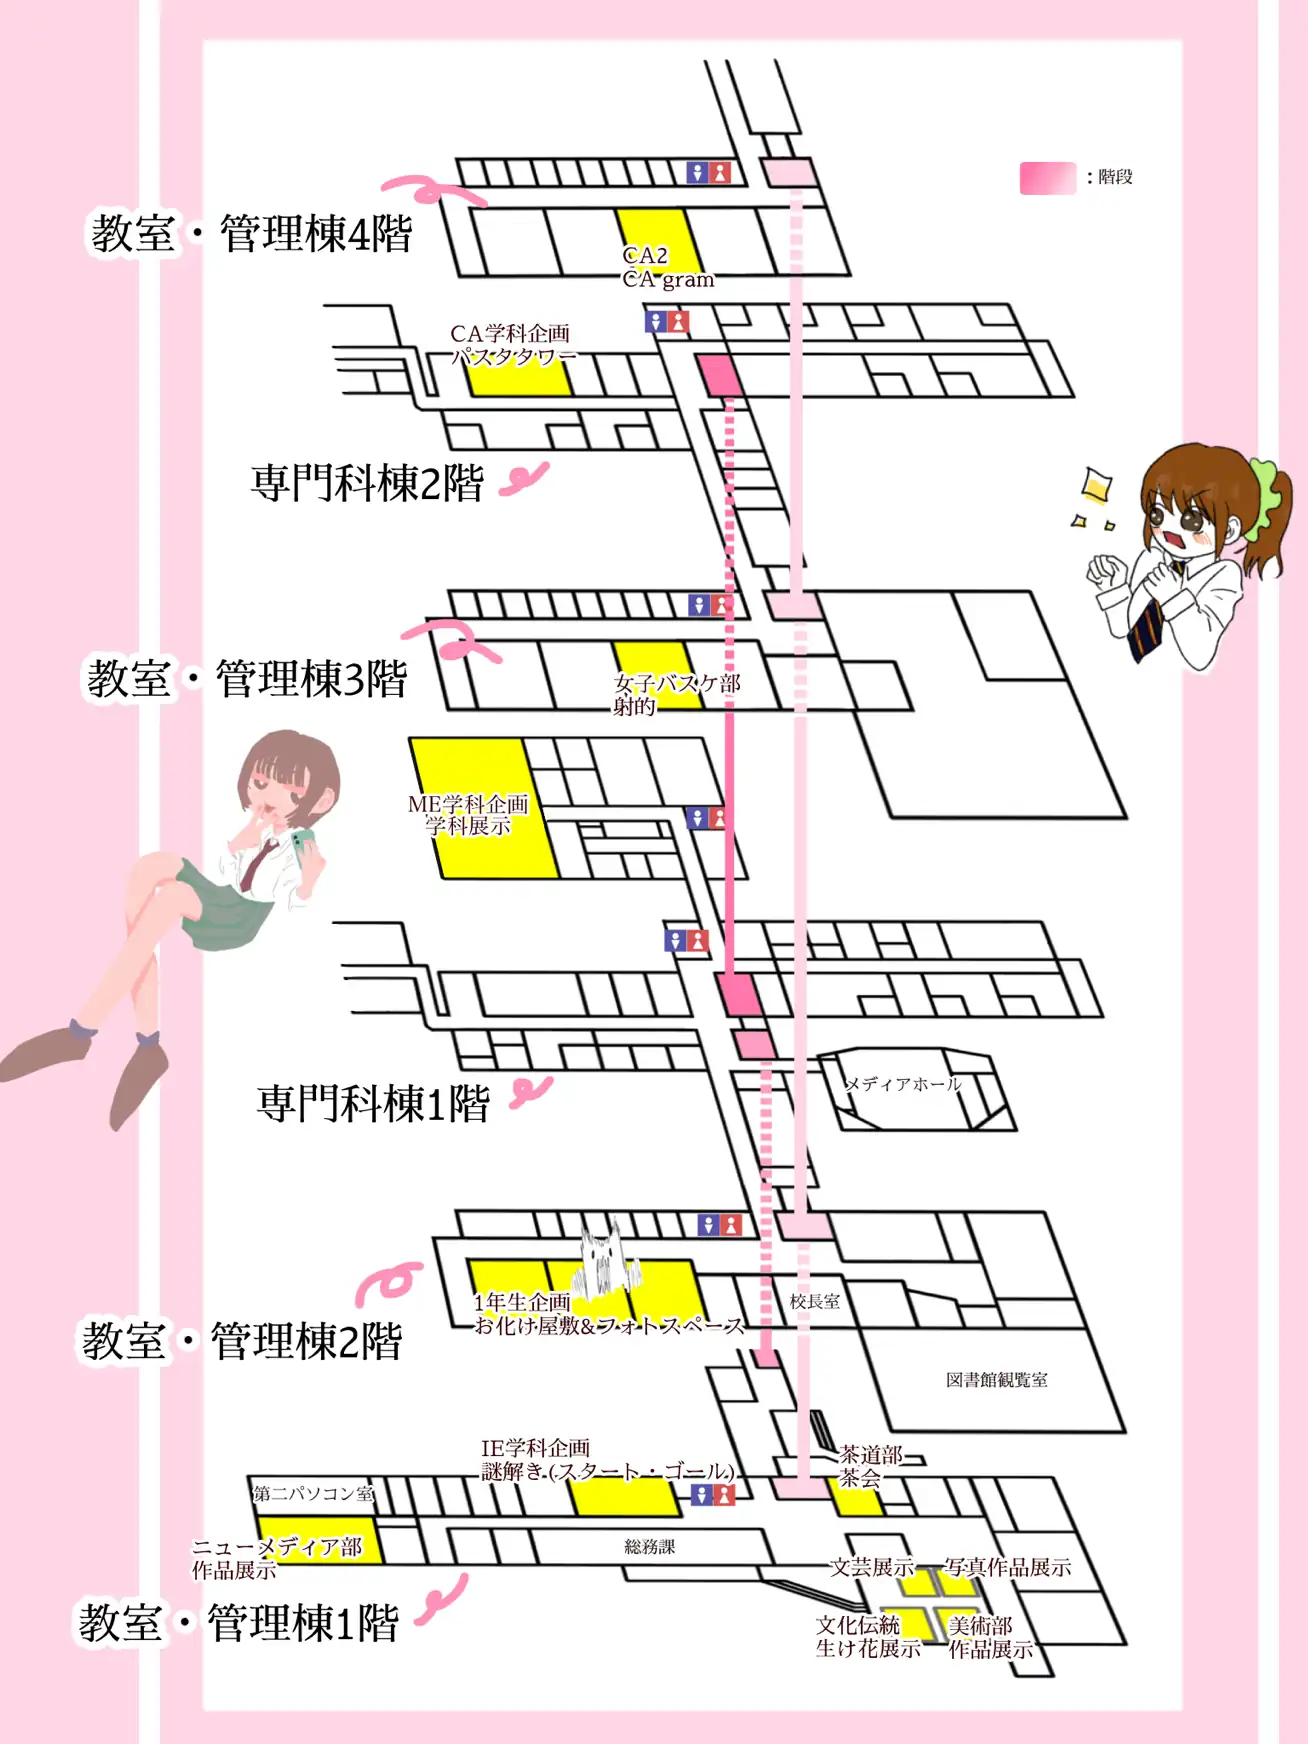 :階段
教室・管理棟4階
CA2
CA gram
CA学科企画
パスタタワー
専門科棟2階
教室・管理棟3階
女子バスケ部
射的
ME学科企画
学科展示
専門科棟1階
メディアホール
教室・管理棟2階
1年生企画
お化け屋敷&フォトスペース
校長室
図書館観覧室
IE学科企画
謎解き(スタート・ゴール)
茶道部
茶会
第二パソコン室
ニューメディア部
作品展示
総務課
文芸展示
写真作品展示
教室・管理棟1階
文化伝統
生け花展示
美術部
作品展示